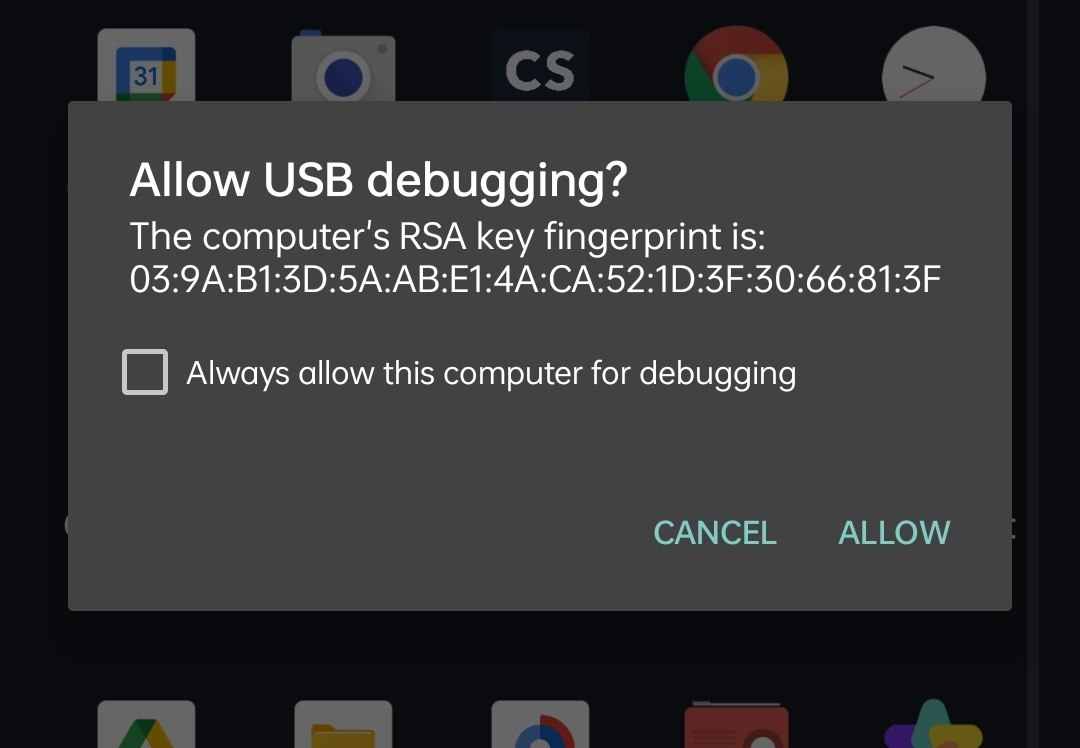 31
CS
Allow USB debugging?
The computer's RSA key fingerprint is:
03:9A:B1:3D:5A:AB:E1:4A:CA:52:1D:3F:30:66:81:3F
Always allow this computer for debugging
CANCEL ALLOW